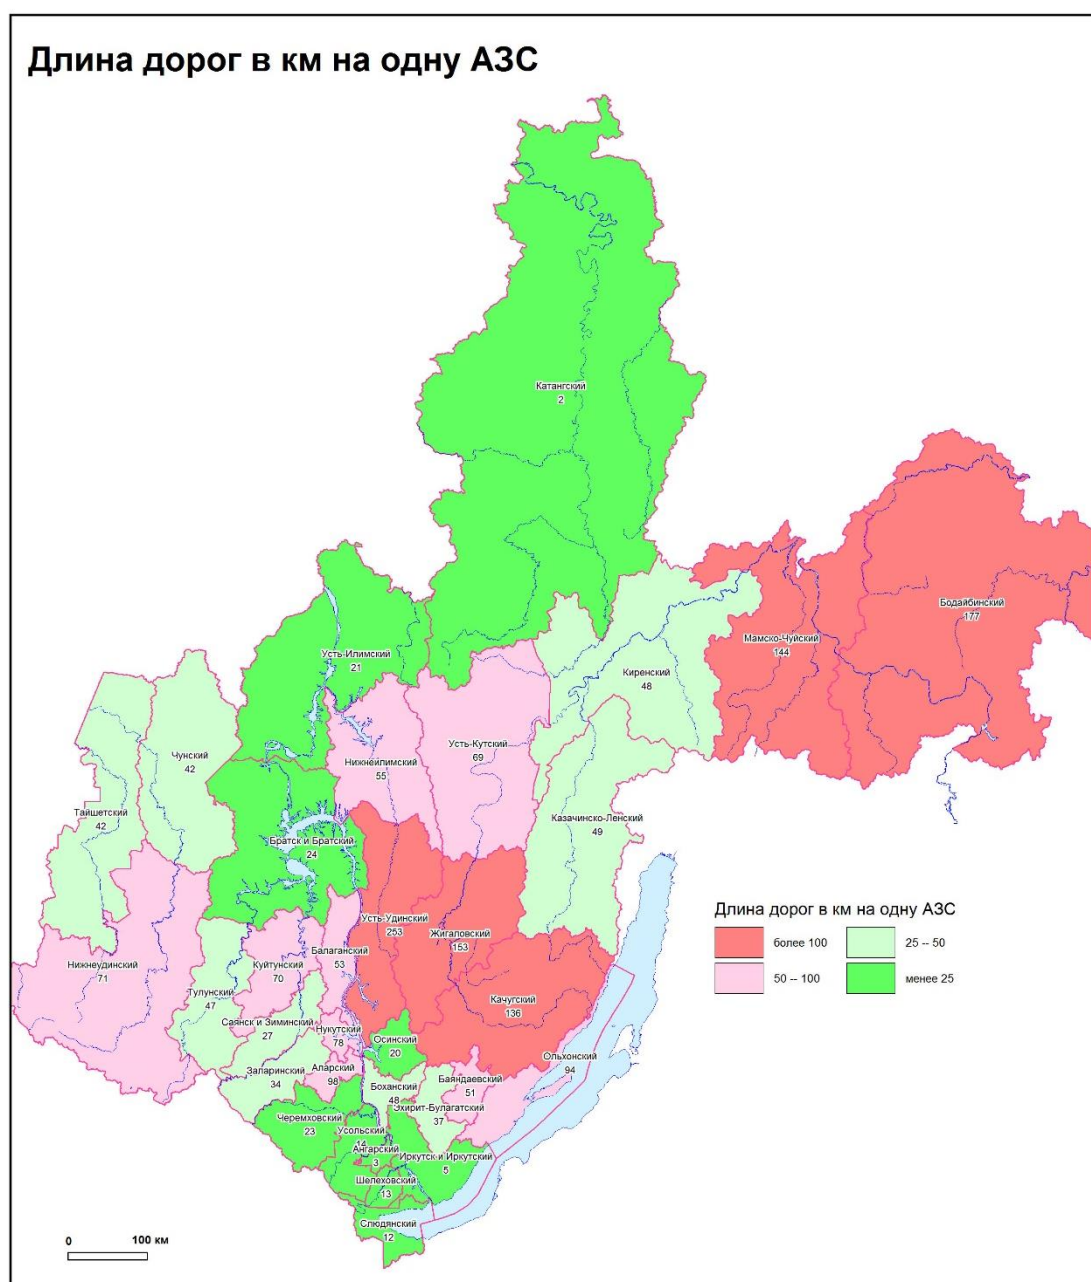 Длина дорог в км на одну АЗС
Катангский
2
Бодайбинский
177
Мамско-Чуйский
144
Усть-Илимский
21
Киренский
48
Чунский
42
Усть-Кутский
69
Нижнеилимский
55
Тайшетский
42
Казачинско-Ленский
49
Братск и Братский
24
Усть-Удинский
253
Жигаловский
153
Нижнеудинский
71
Балаганский
53
Куйтунский
70
Тулунский
47
Качугский
136
Саянск и Зиминский
27
Нукутский
78
Осинский
20
Ольхонский
94
Заларинский
34
Аларский
98
Боханский
48
Баяндаевский
51
Эхирит-Булагатский
37
Черемховский
23
Усольский
14
Ангарский
3
Иркутск и Иркутский
5
Шелеховский
13
Слюдянский
12
Длина дорог в км на одну АЗС
более 100
25 -- 50
50 -- 100
менее 25
0 100 км